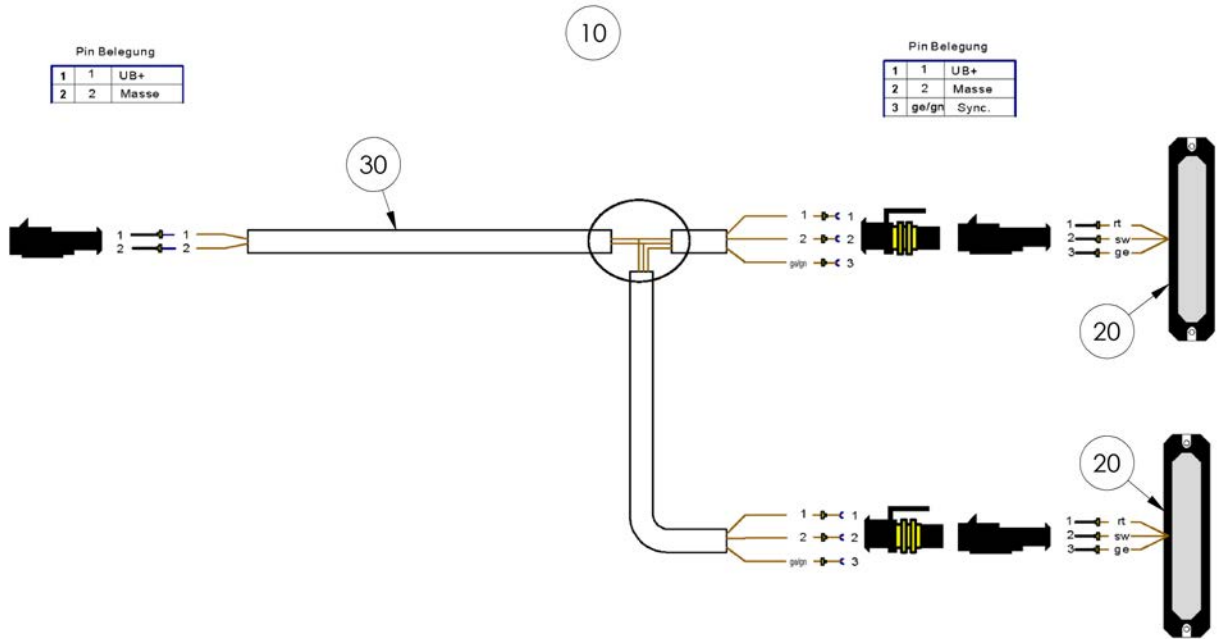 10
Pin Belegung
1 1 UB+
2 2 Masse
Pin Belegung
1 1 UB+
2 2 Masse
3 ge/gn Sync.
30
1 1
2 2
1 1
2 2
ge/gn 3
1 rt
2 sw
3 ge
20
20
1 1
2 2
ge/gn 3
1 rt
2 sw
3 ge